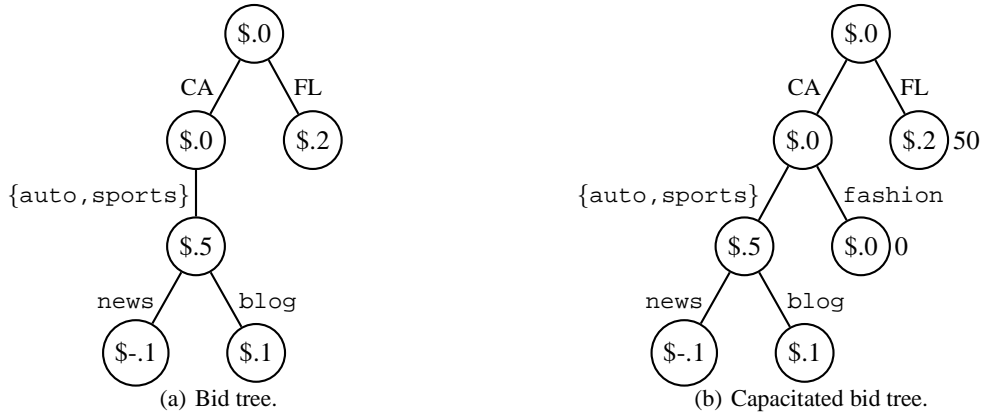 $.0
CA FL
$.0 $.2
{auto,sports}
$.5
news blog
$-.1 $.1
(a) Bid tree.
$.0
CA FL
$.0 $.2 50
{auto,sports} fashion
$.5 $.0 0
news blog
$-.1 $.1
(b) Capacitated bid tree.